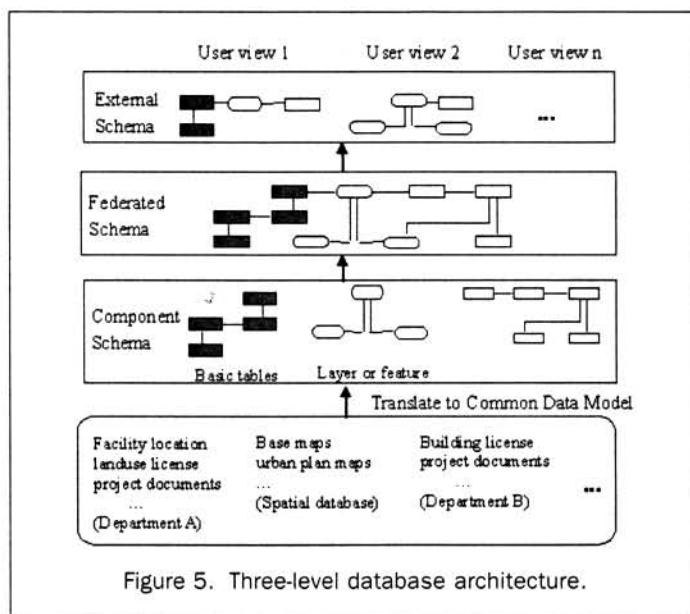 User view 1 User view 2 User view n
External
Schema
...
Federated
Schema
Component
Schema
Basic tables Layer or feature
Translate to Common Data Model
Facility location
landuse license
project documents
...
(Department A)
Base maps
urban plan maps
...
(Spatial database)
Building license
project documents
...
(Department B)
...
Figure 5. Three-level database architecture.